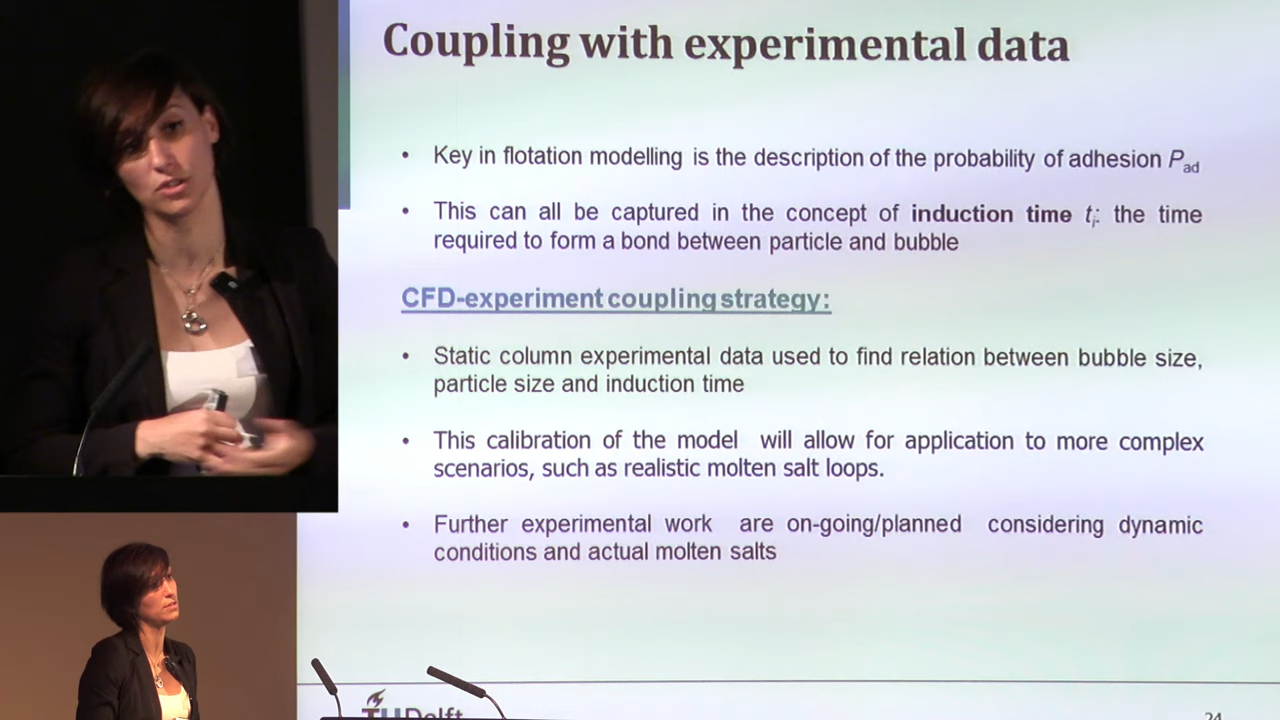 Coupling with experimental data
• Key in flotation modelling is the description of the probability of adhesion Pad
• This can all be captured in the concept of induction time ti: the time
required to form a bond between particle and bubble
CFD-experiment coupling strategy:
• Static column experimental data used to find relation between bubble size,
particle size and induction time
• This calibration of the model will allow for application to more complex
scenarios, such as realistic molten salt loops.
• Further experimental work are on-going/planned considering dynamic
conditions and actual molten salts
TUDelft
24